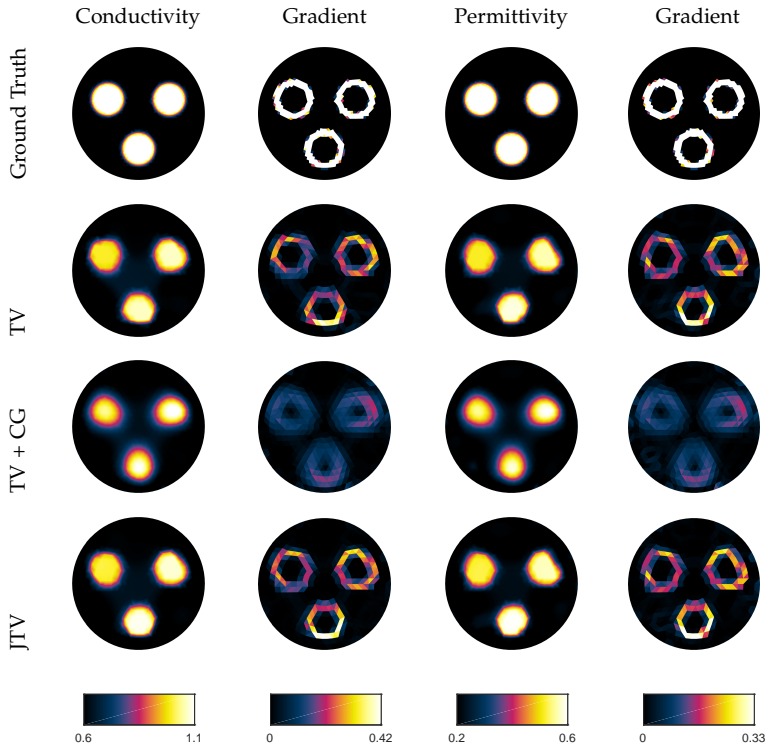 Conductivity Gradient Permittivity Gradient
Ground Truth
TV
TV + CG
JTV
0.6 1.1 0 0.42 0.2 0.6 0 0.33